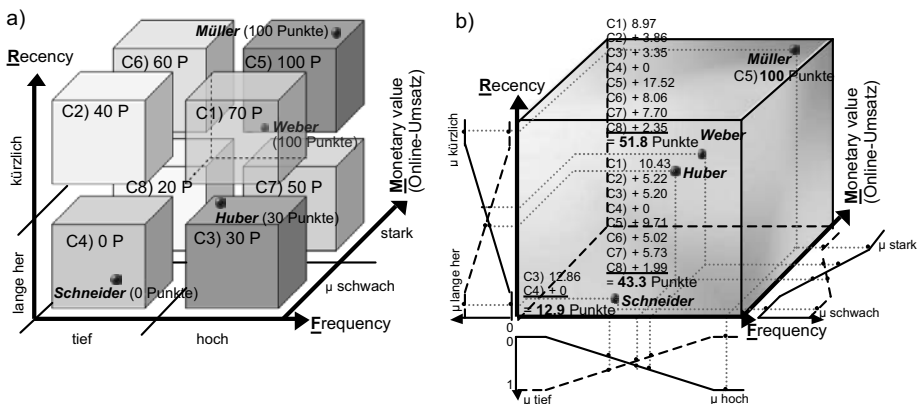 a)
Müller (100 Punkte)
C6) 60 P
C5) 100 P
Recency
C2) 40 P
C1) 70 P
Weber
(100 Punkte)
Monetary value
(Online-Umsatz)
kürzlich
C8) 20 P
C7) 50 P
Huber (30 Punkte)
C4) 0 P
C3) 30 P
stark
lange her
Schneider (0 Punkte)
µ schwach
Frequency
tief
hoch
b)
C1) 8.97
C2) + 3.86
C3) + 3.35
C4) + 0
C5) + 17.52
C6) + 8.06
C7) + 7.70
C8) + 2.35
= 51.8 Punkte
Müller
C5) 100 Punkte
Recency
Weber
Huber
C1) 10.43
C2) + 5.22
C3) + 5.20
C4) + 0
C5) + 9.71
C6) + 5.02
C7) + 5.73
C8) + 1.99
= 43.3 Punkte
Monetary value
(Online-Umsatz)
µ kürzlich
µ lange her
C3) 12.86
C4) + 0
= 12.9 Punkte
Schneider
µ stark
µ schwach
Frequency
0
0
1
µ tief
µ hoch